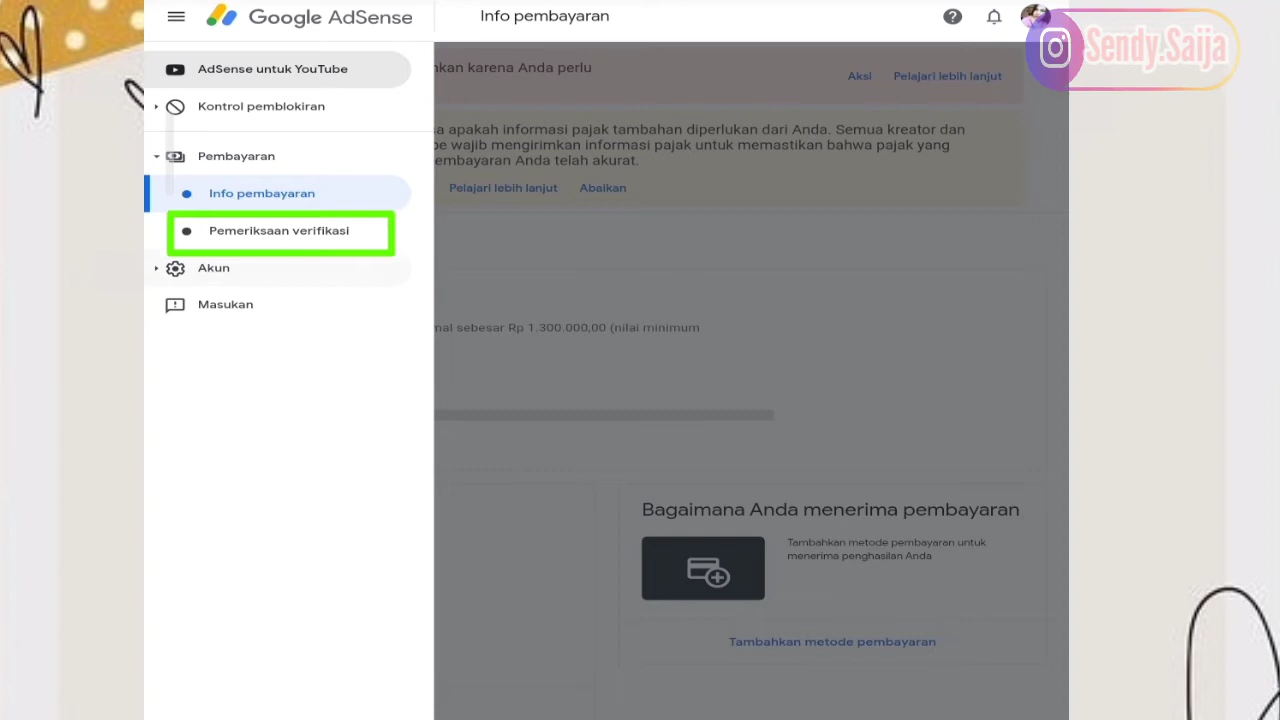 Google AdSense
Info pembayaran
Sendy.Saija
AdSense untuk YouTube
Kontrol pemblokiran
Pembayaran
Info pembayaran
Pemeriksaan verifikasi
Akun
Masukan
kan karena Anda perlu
Aksi
Pelajari lebih lanjut
apakah informasi pajak tambahan diperlukan dari Anda. Semua kreator dan
wajib mengirimkan informasi pajak untuk memastikan bahwa pajak yang
embayaran Anda telah akurat.
Pelajari lebih lanjut
Abaikan
mal sebesar Rp 1.300.000,00 (nilai minimum
Bagaimana Anda menerima pembayaran
Tambahkan metode pembayaran untuk
menerima penghasilan Anda
Tambahkan metode pembayaran